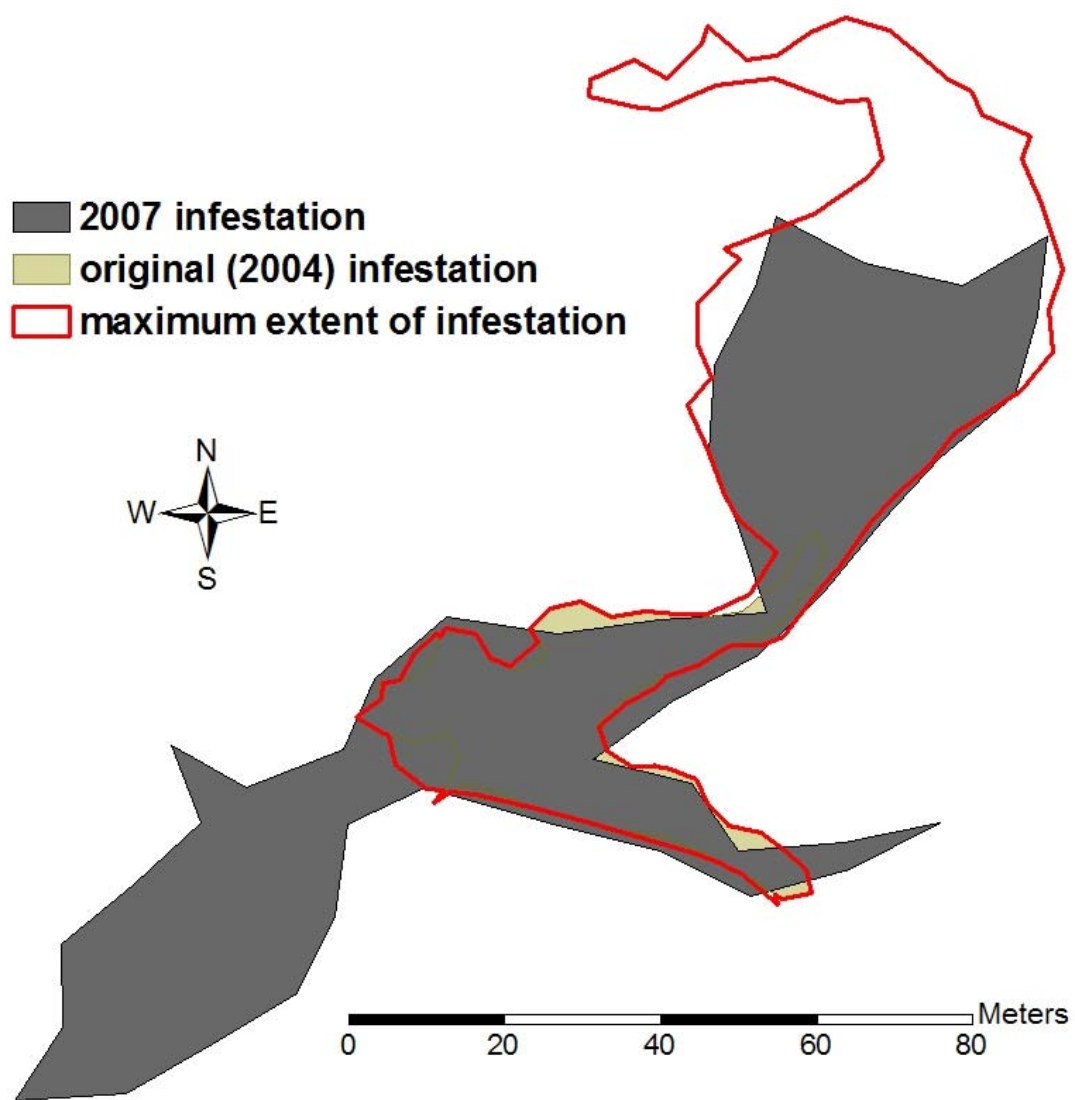 2007 infestation
original (2004) infestation
maximum extent of infestation
N
W E
S
Meters
0 20 40 60 80